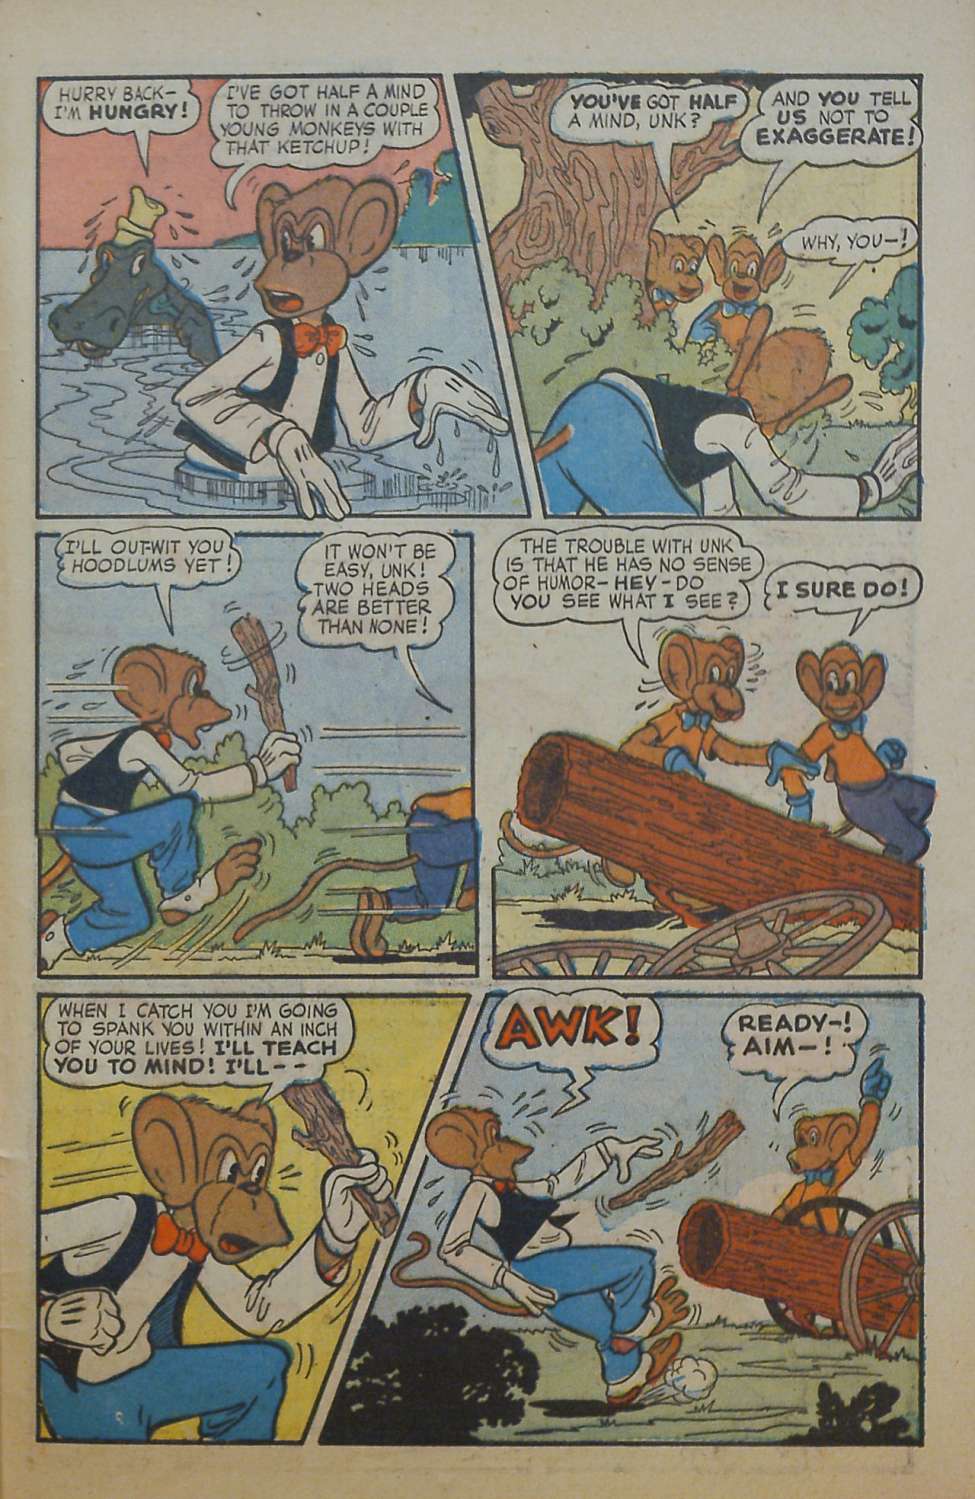 HURRY BACK-
I'M HUNGRY!
I'VE GOT HALF A MIND
TO THROW IN A COUPLE
YOUNG MONKEYS WITH
THAT KETCHUP!
YOU'VE GOT HALF
A MIND, UNK?
AND YOU TELL
US NOT TO
EXAGGERATE!
WHY, YOU-!
I'LL OUT-WIT YOU
HOODLUMS YET!
IT WON'T BE
EASY, UNK!
TWO HEADS
ARE BETTER
THAN NONE!
THE TROUBLE WITH UNK
IS THAT HE HAS NO SENSE
OF HUMOR-HEY-DO
YOU SEE WHAT I SEE?
I SURE DO!
WHEN I CATCH YOU I'M GOING
TO SPANK YOU WITHIN AN INCH
OF YOUR LIVES! I'LL TEACH
YOU TO MIND! I'LL--
AWK!
READY-!
AIM-!